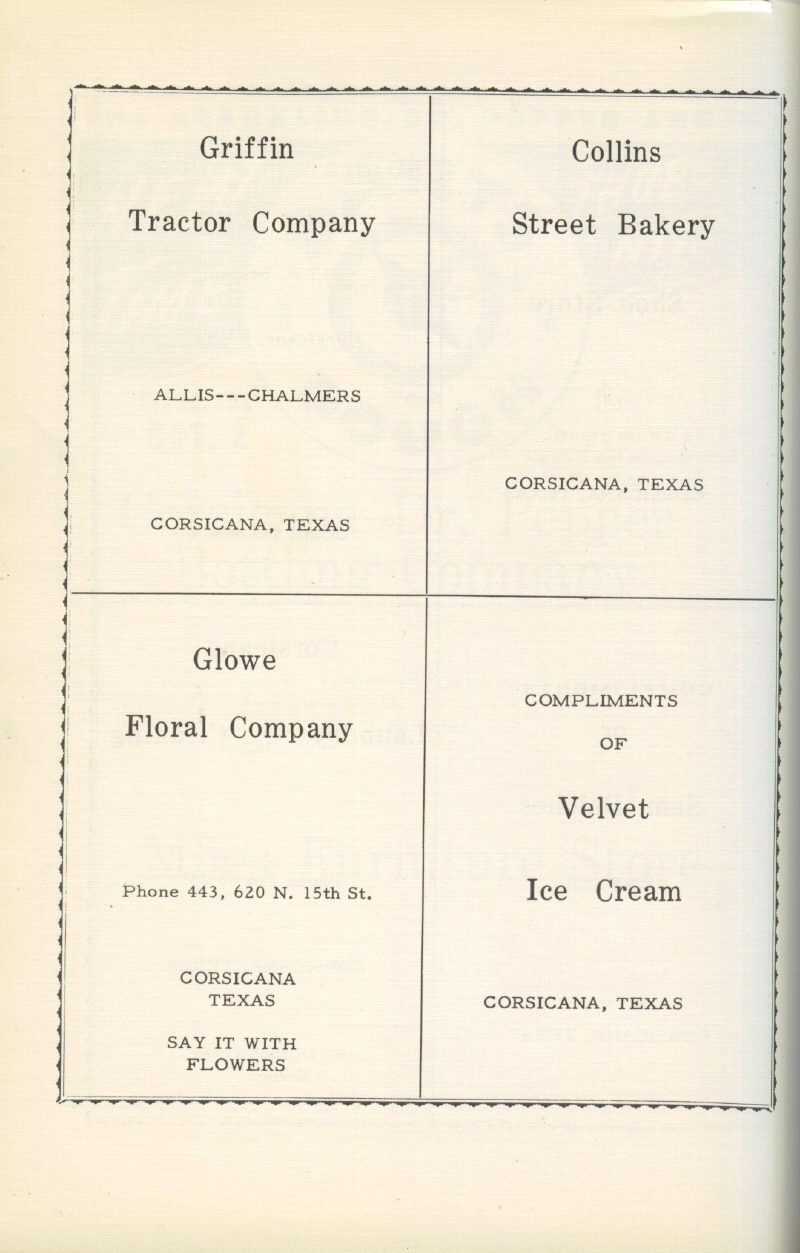 Griffin
Tractor Company
ALLIS---CHALMERS
CORSICANA, TEXAS
Collins
Street Bakery
CORSICANA, TEXAS
Glowe
Floral Company
Phone 443, 620 N. 15th St.
CORSICANA
TEXAS
SAY IT WITH
FLOWERS
COMPLIMENTS
OF
Velvet
Ice Cream
CORSICANA, TEXAS